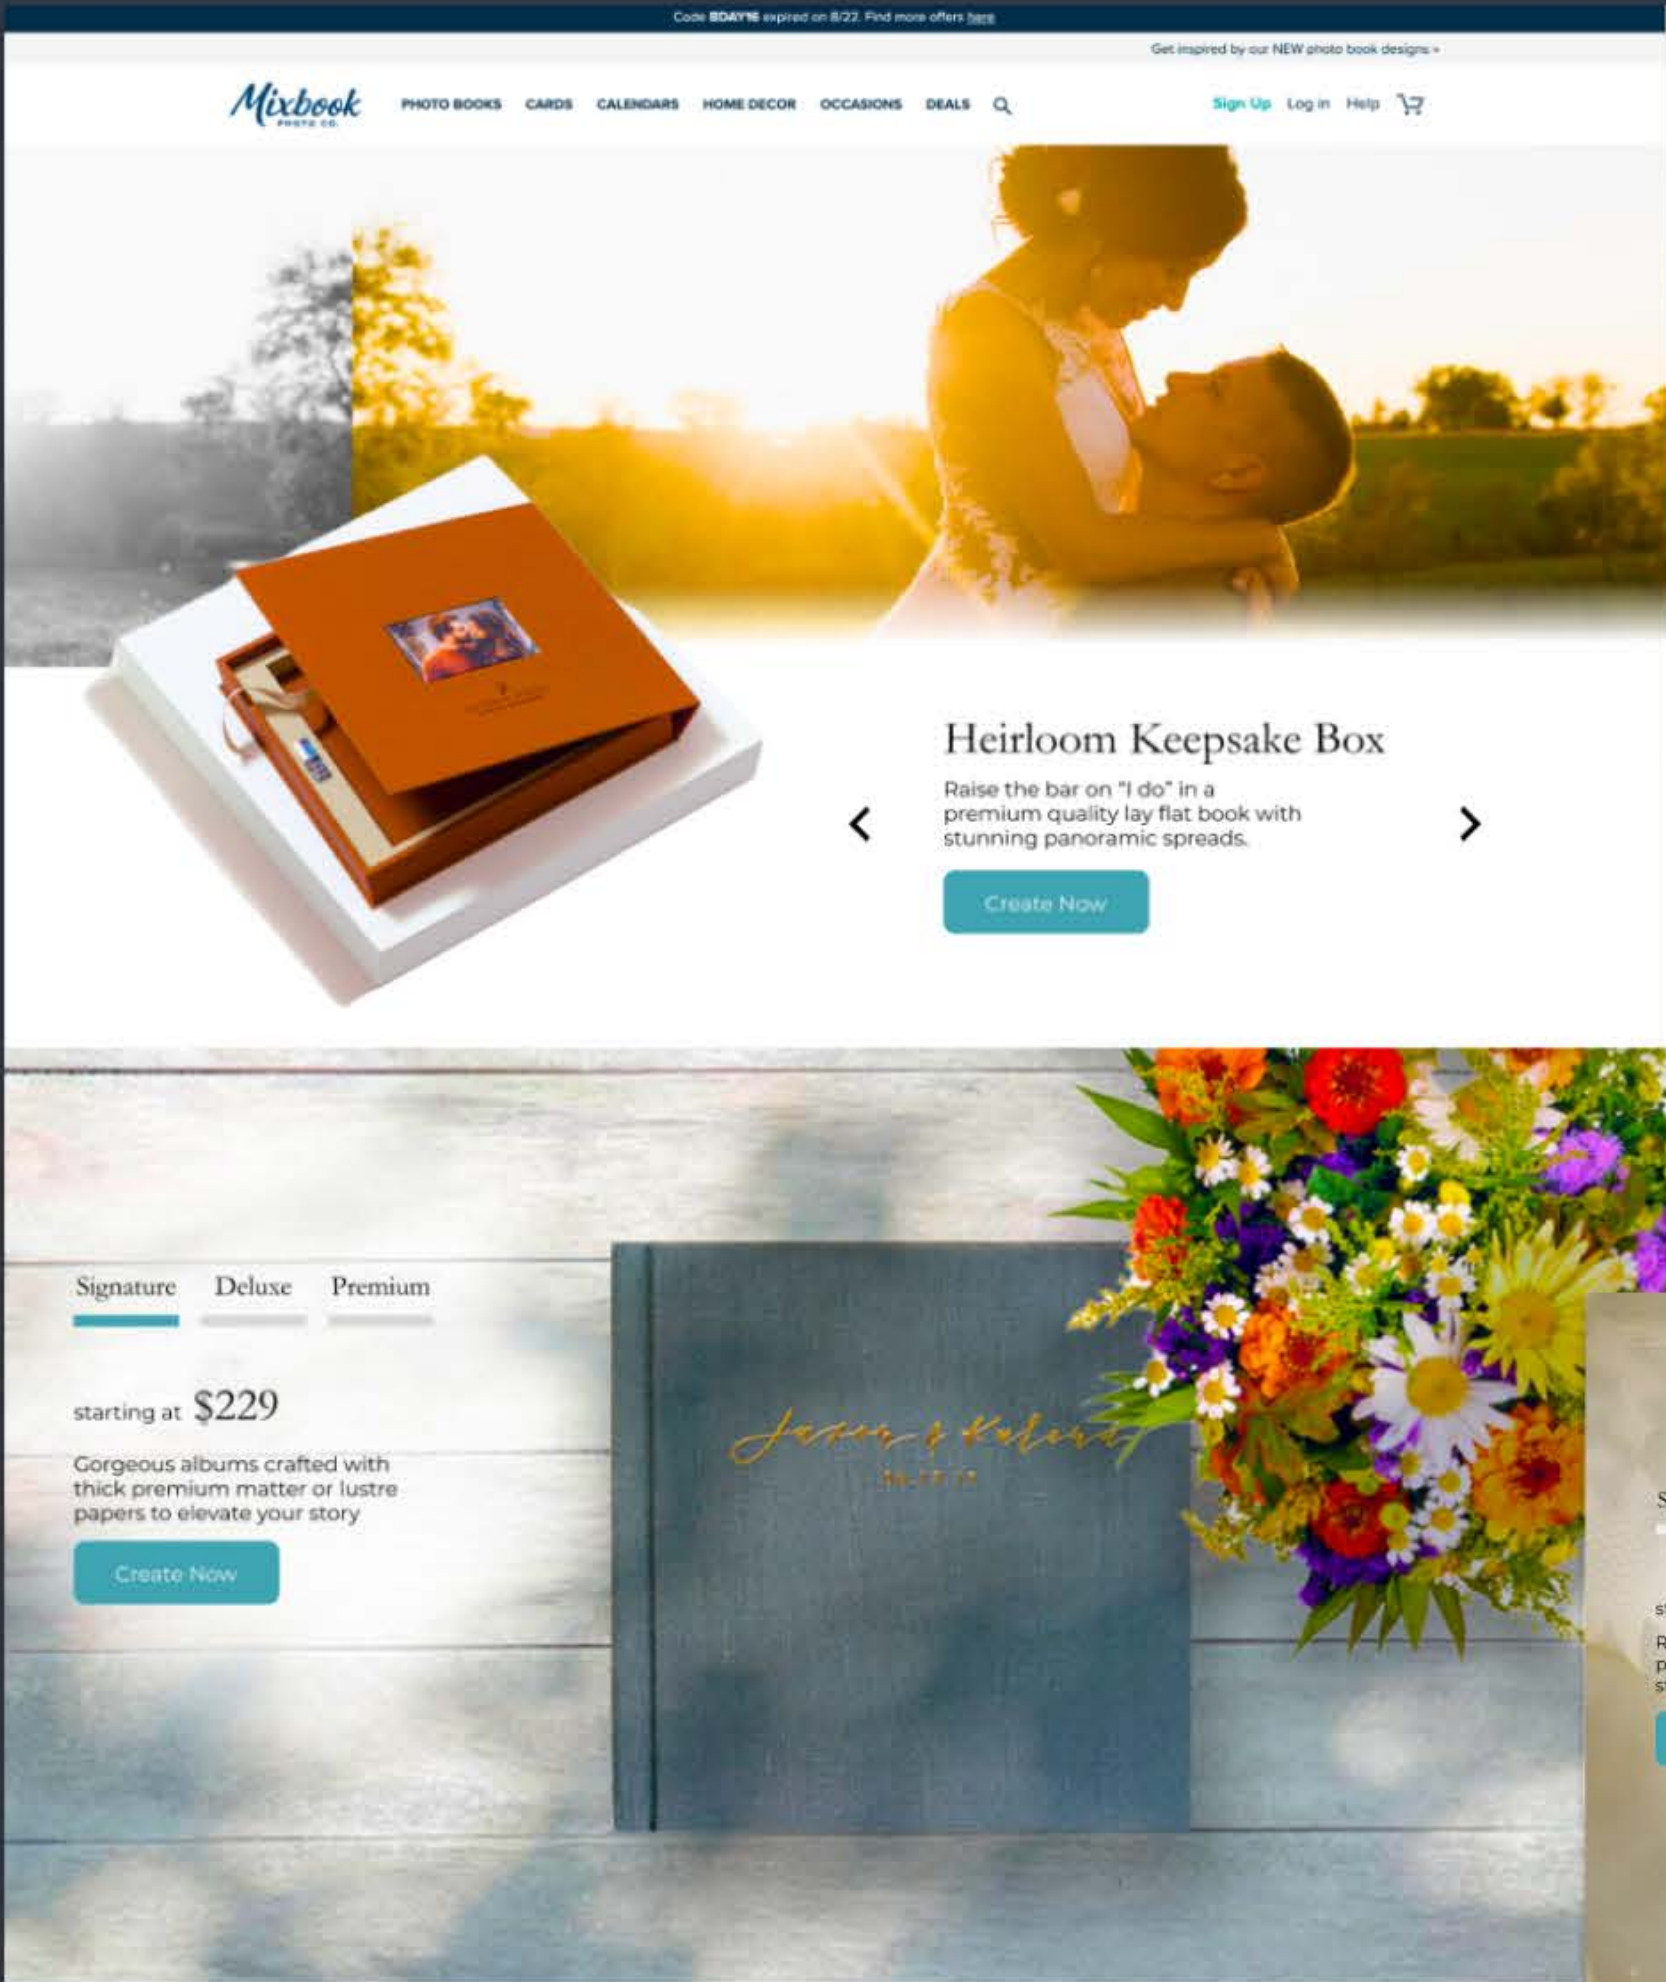 Code BDAY16 expired on 8/22. Find more offers here
Get inspired by our NEW photo book designs »
Mixbook
PHOTO CO.
PHOTO BOOKS CARDS CALENDARS HOME DECOR OCCASIONS DEALS
Sign Up Log in Help
Heirloom Keepsake Box
Raise the bar on "I do" in a
premium quality lay flat book with
stunning panoramic spreads.
Create Now
Signature Deluxe Premium
starting at $229
Gorgeous albums crafted with
thick premium matter or lustre
papers to elevate your story
Create Now